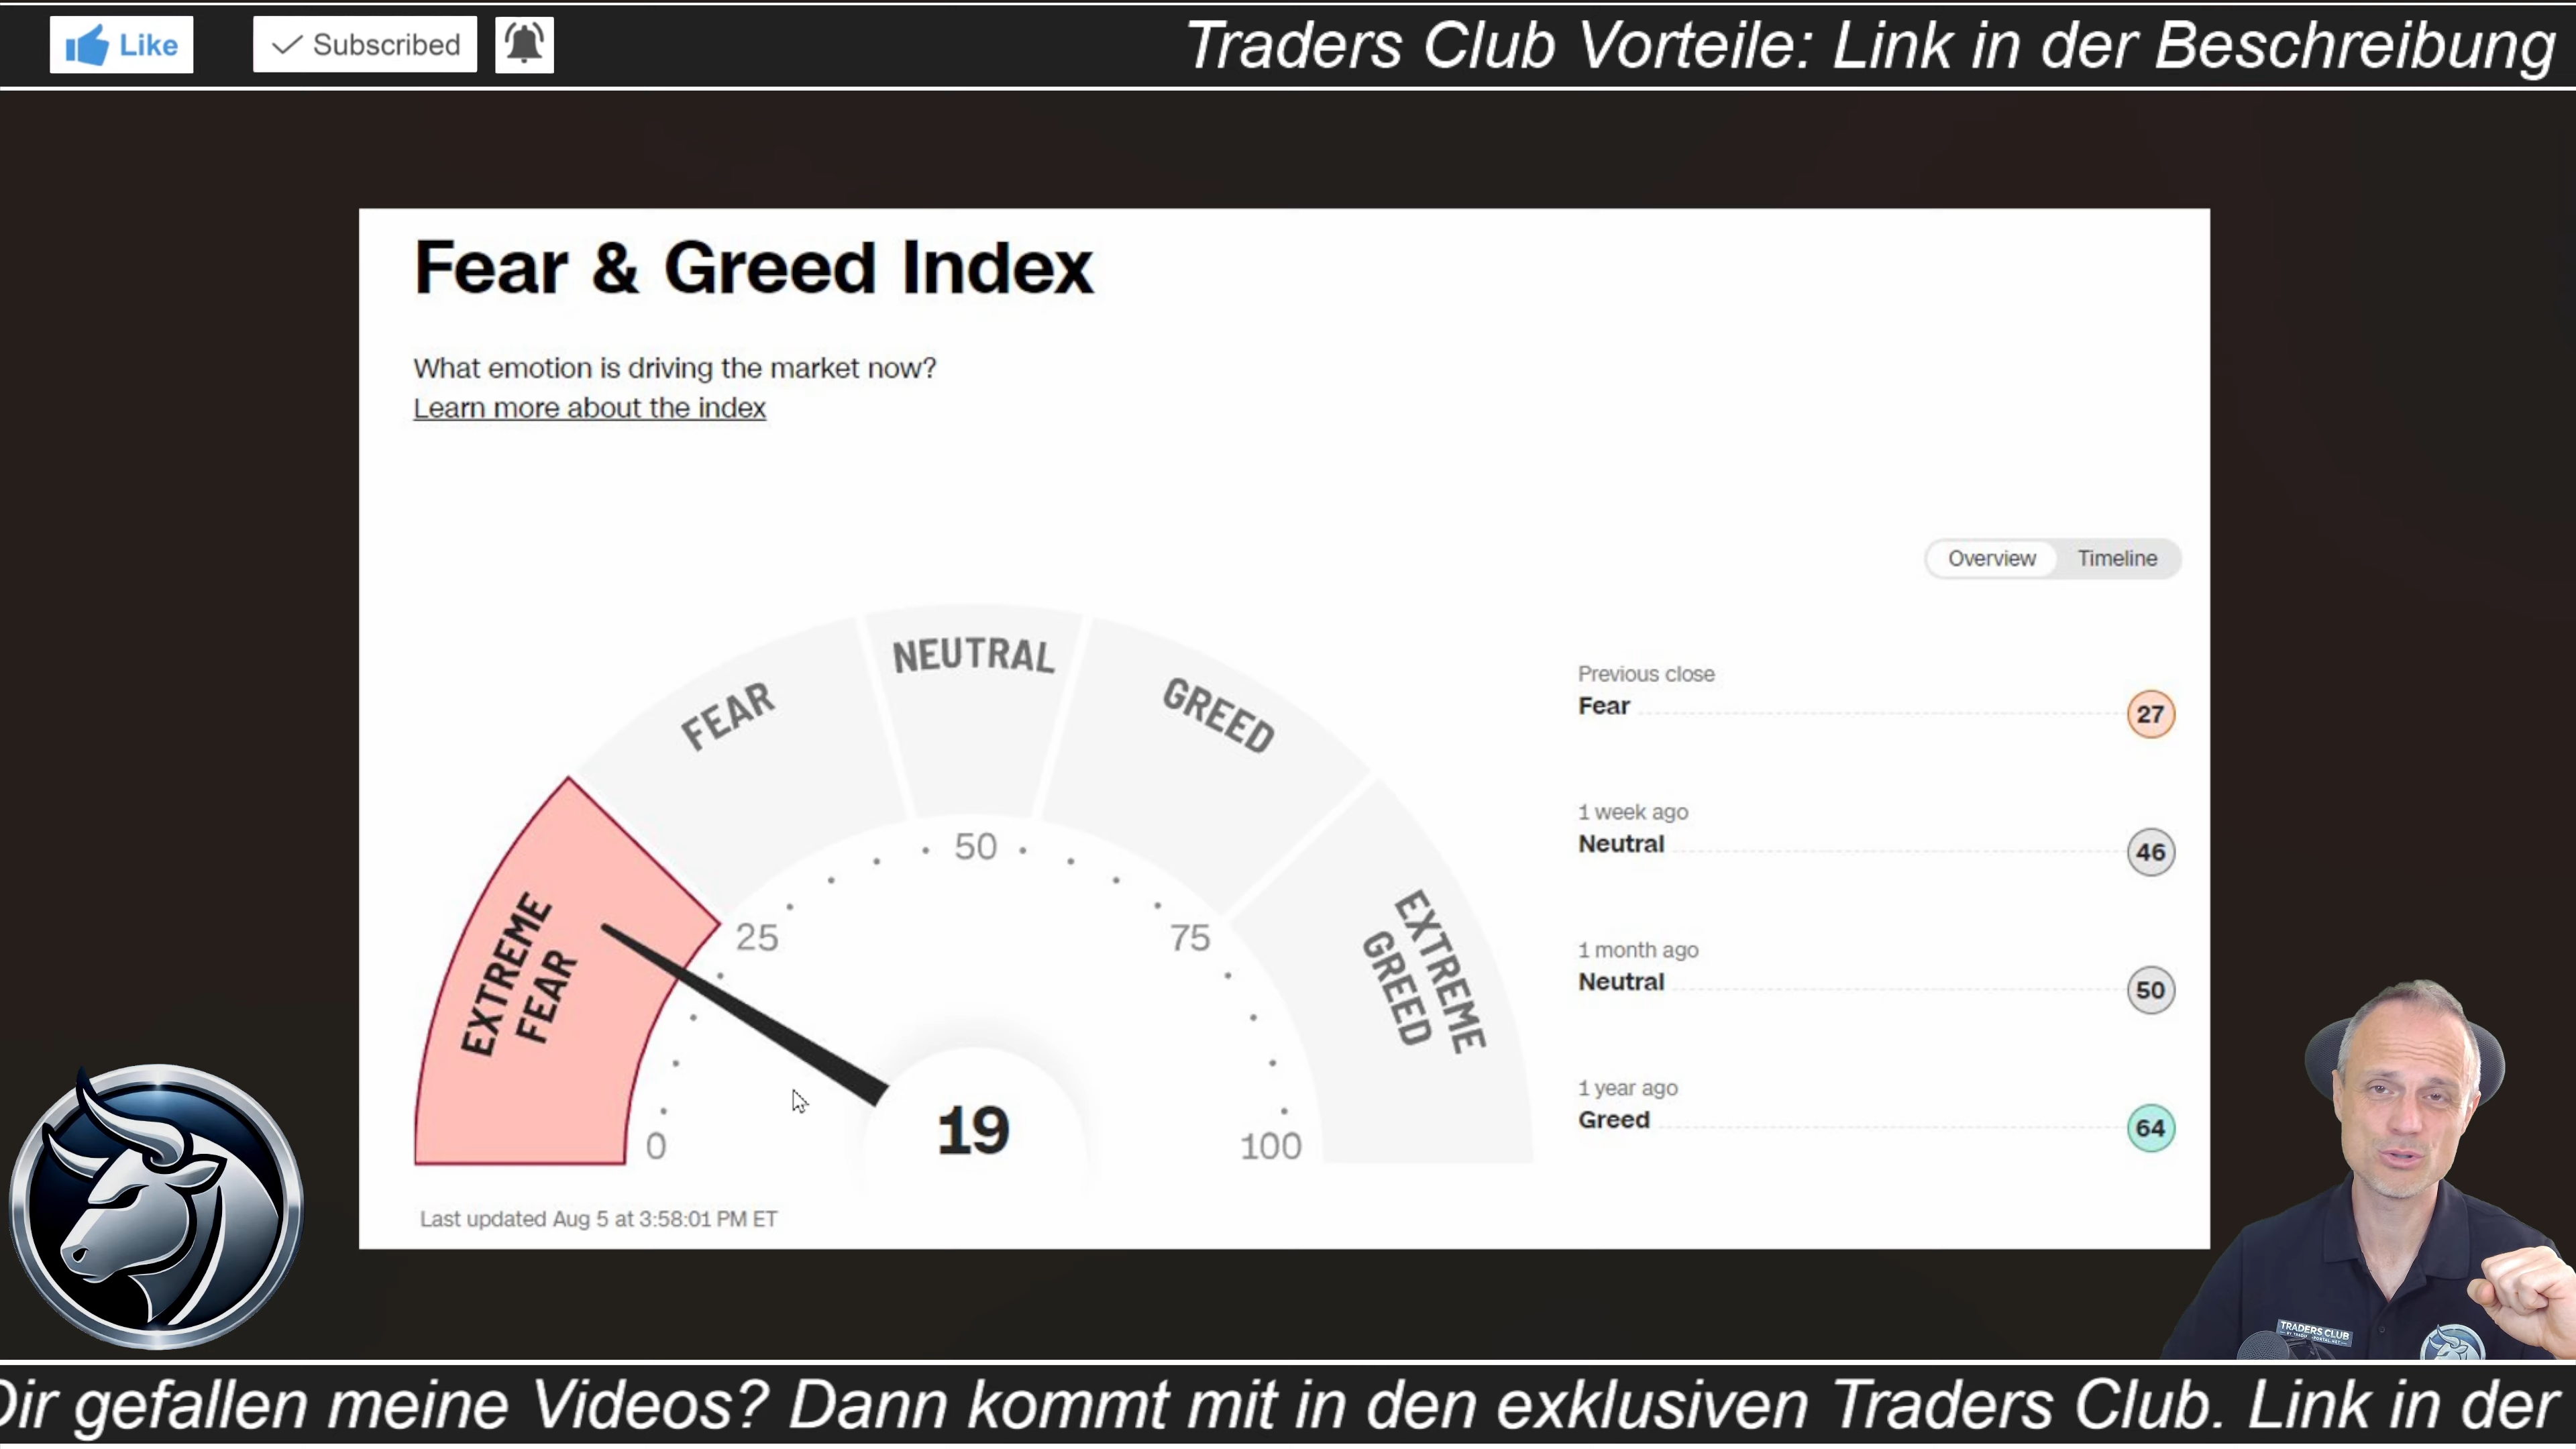 Like
Subscribed
Traders Club Vorteile: Link in der Beschreibung
Fear & Greed Index
What emotion is driving the market now?
Learn more about the index
Overview
Timeline
EXTREME
FEAR
FEAR
NEUTRAL
GREED
EXTREME
GREED
0
25
50
75
100
19
Last updated Aug 5 at 3:58:01 PM ET
Previous close
Fear
27
1 week ago
Neutral
46
1 month ago
Neutral
50
1 year ago
Greed
64
TRADERS CLUB
Dir gefallen meine Videos? Dann kommt mit in den exklusiven Traders Club. Link in der